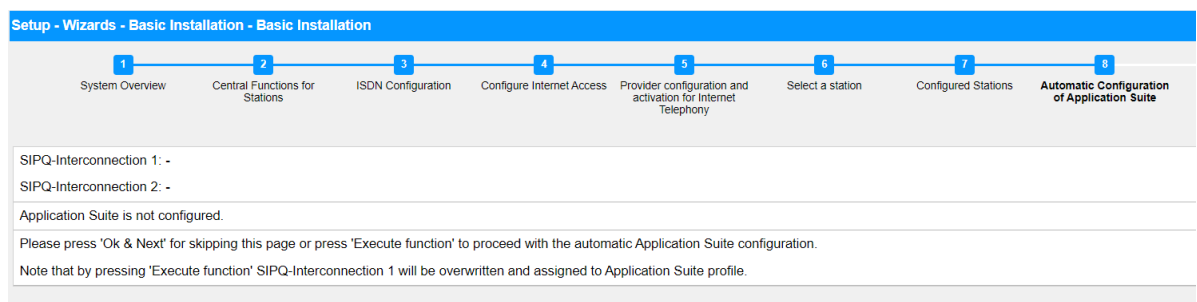 Setup - Wizards - Basic Installation - Basic Installation
1
2
3
4
5
6
7
8
System Overview
Central Functions for
Stations
ISDN Configuration
Configure Internet Access
Provider configuration and
activation for Internet
Telephony
Select a station
Configured Stations
Automatic Configuration
of Application Suite
SIPQ-Interconnection 1: -
SIPQ-Interconnection 2: -
Application Suite is not configured.
Please press 'Ok & Next' for skipping this page or press 'Execute function' to proceed with the automatic Application Suite configuration.
Note that by pressing 'Execute function' SIPQ-Interconnection 1 will be overwritten and assigned to Application Suite profile.